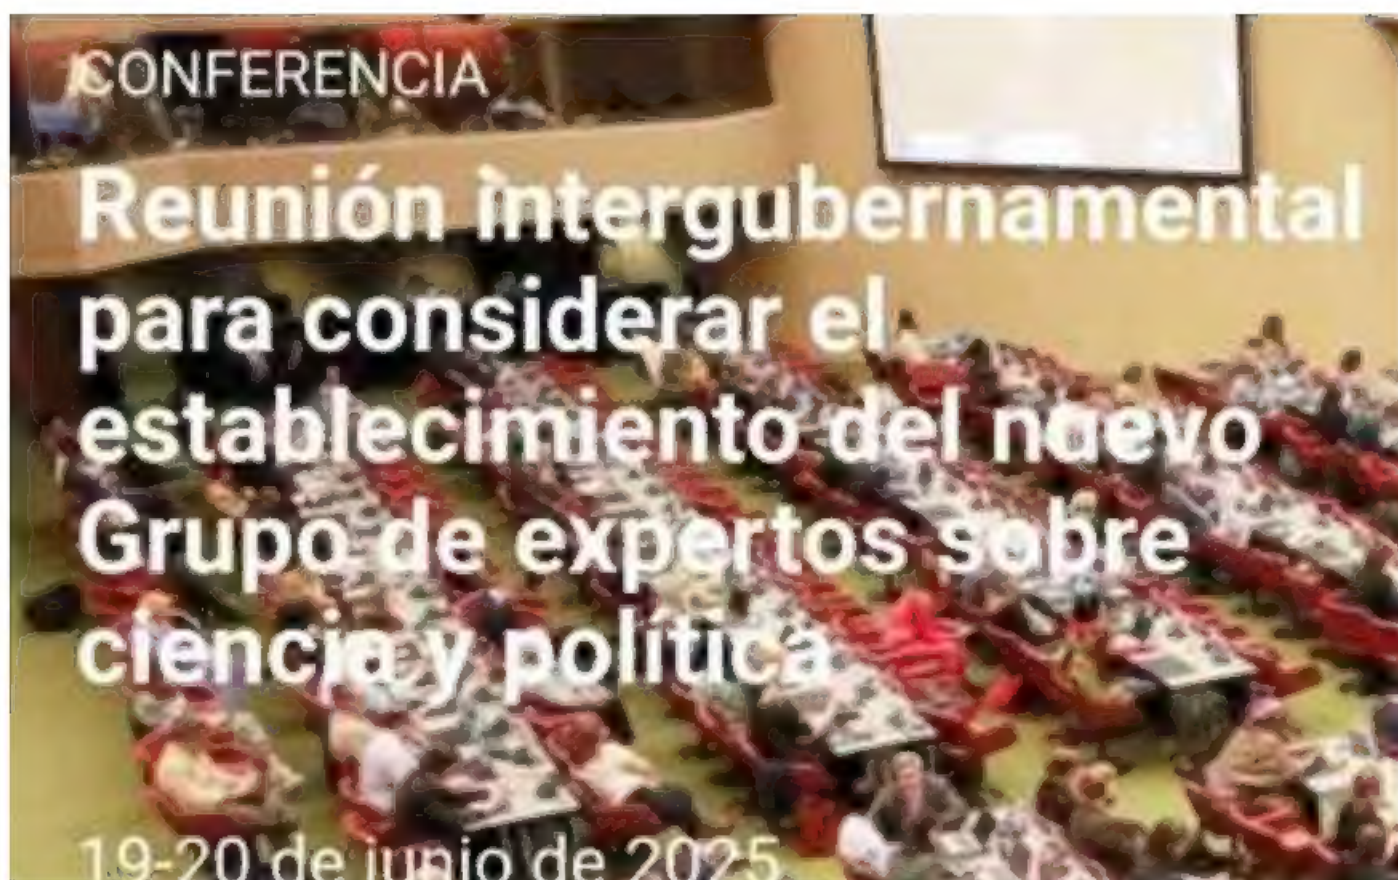 CONFERENCIA
Reunión intergubernamental
para considerar el
establecimiento del nuevo
Grupo de expertos sobre
ciencia y política
19-20 de junio de 2025